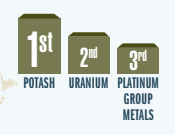 1st
2nd
3rd
POTASH
URANIUM
PLATINUM
GROUP
METALS